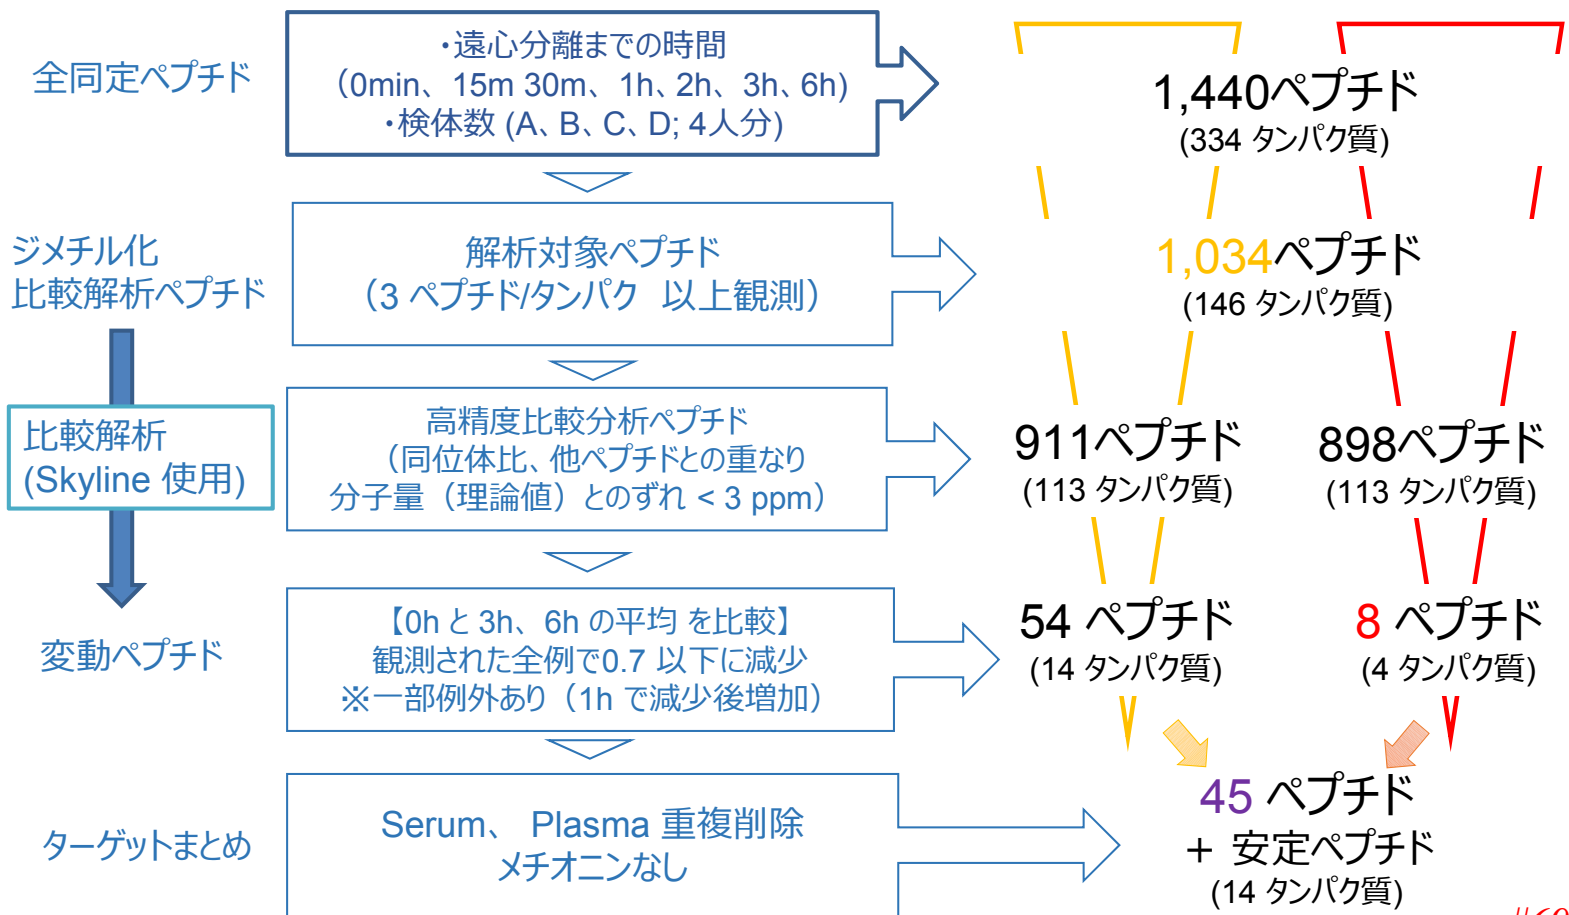 全同定ペプチド
・遠心分離までの時間
（0min、 15m 30m、 1h、2h、 3h、6h)
・検体数 (A、B、C、D; 4人分)
1,440ペプチド
(334 タンパク質)
ジメチル化
比較解析ペプチド
解析対象ペプチド
（3 ペプチド/タンパク 以上観測）
1,034ペプチド
(146 タンパク質)
比較解析
(Skyline 使用)
高精度比較分析ペプチド
（同位体比、他ペプチドとの重なり
分子量（理論値）とのずれ < 3 ppm）
911ペプチド
(113 タンパク質)
898ペプチド
(113 タンパク質)
変動ペプチド
【0h と 3h、6h の平均 を比較】
観測された全例で0.7 以下に減少
※一部例外あり（1h で減少後増加）
54 ペプチド
(14 タンパク質)
8 ペプチド
(4 タンパク質)
ターゲットまとめ
Serum、 Plasma 重複削除
メチオニンなし
45 ペプチド
+ 安定ペプチド
(14 タンパク質)